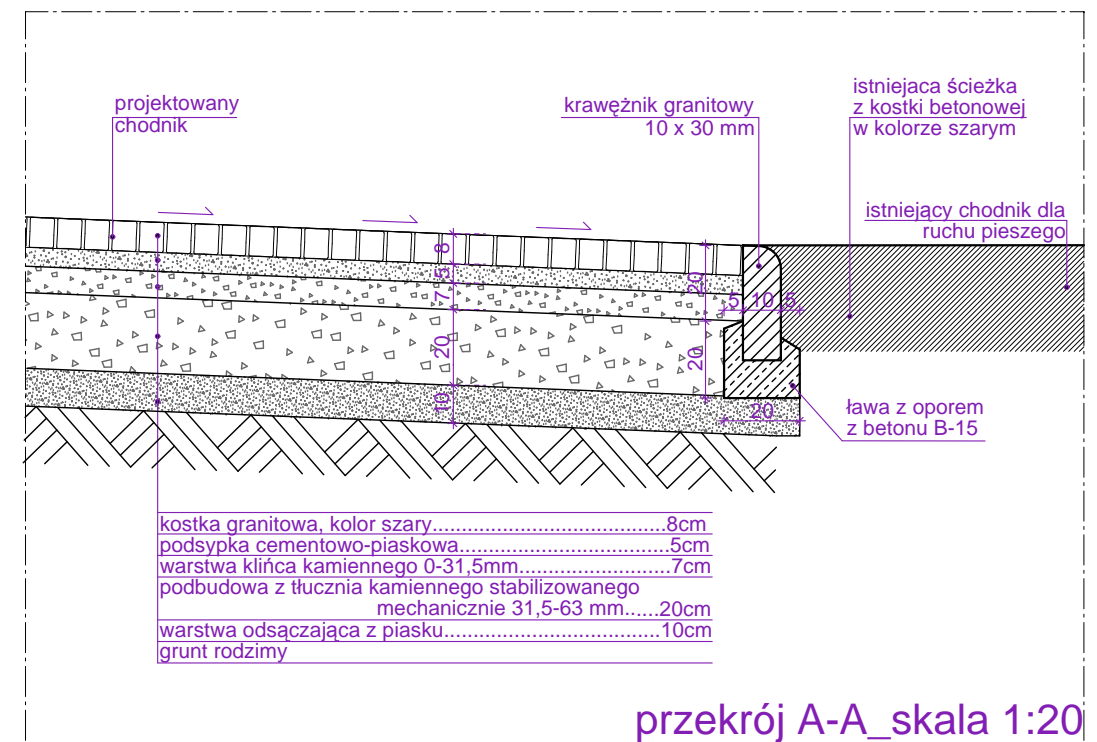 projektowany
chodnik
krawężnik granitowy
10 x 30 mm
istniejaca ścieżka
z kostki betonowej
w kolorze szarym
istniejący chodnik dla
ruchu pieszego
8
5
7
20
10
20
5
10
5
20
20
ława z oporem
z betonu B-15
kostka granitowa, kolor szary...........................................8cm
podsypka cementowo-piaskowa.......................................5cm
warstwa klińca kamiennego 0-31,5mm............................7cm
podbudowa z tłucznia kamiennego stabilizowanego
mechanicznie 31,5-63 mm......20cm
warstwa odsączająca z piasku........................................10cm
grunt rodzimy
przekrój A-A_skala 1:20